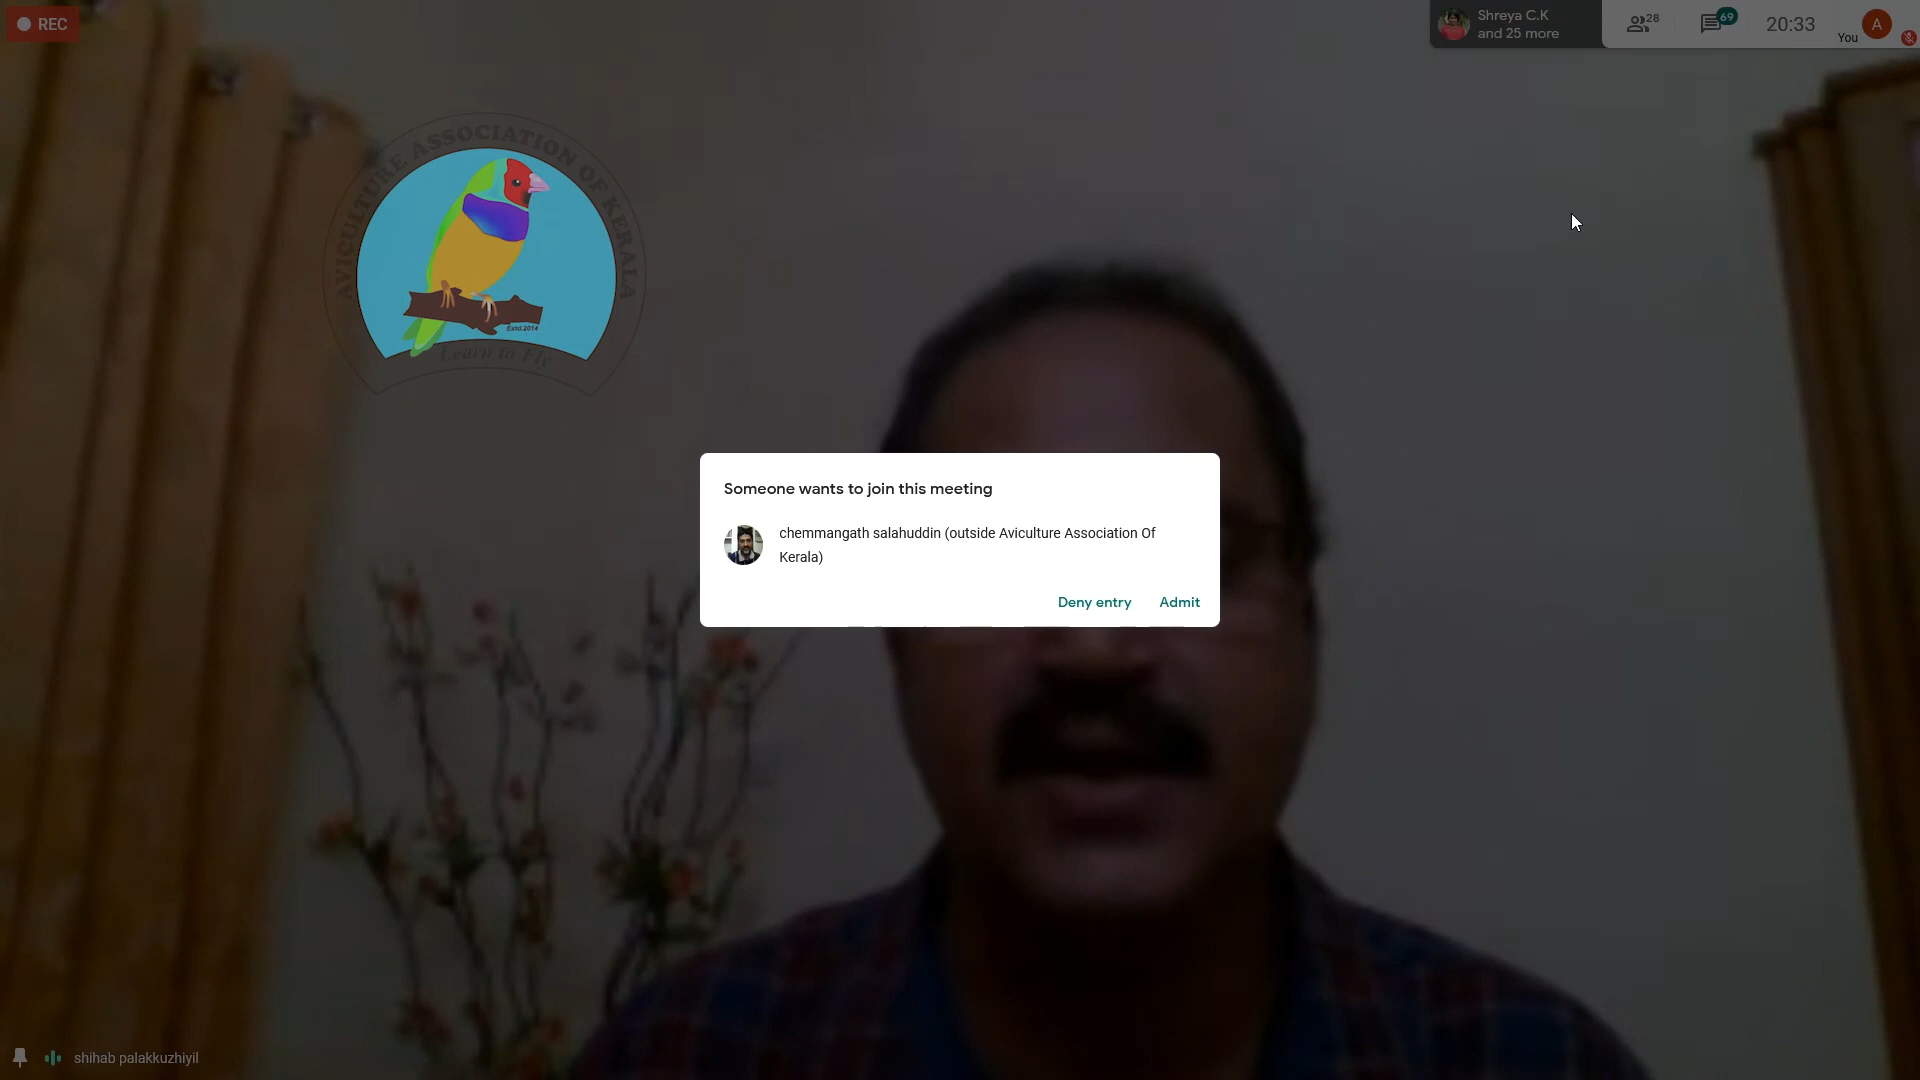 REC
Shreya C.K
and 25 more
28
69
20:33
You
A
AVICULTURE ASSOCIATION OF KERALA
Estd.2014
Learn to Fly
Someone wants to join this meeting
chemmangath salahuddin (outside Aviculture Association Of
Kerala)
Deny entry
Admit
shihab palakkuzhiyil